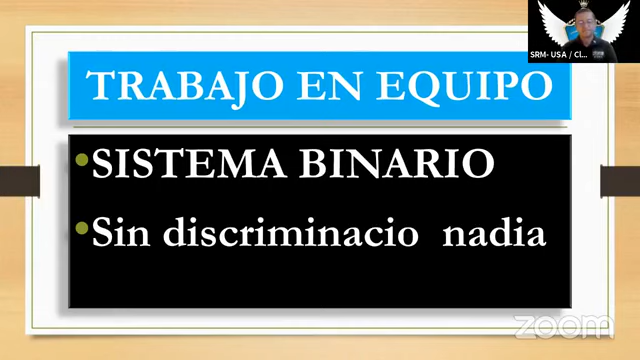 SRM- USA / Cl...
TRABAJO EN EQUIPO
•SISTEMA BINARIO
•Sin discriminacio nadia
zoom